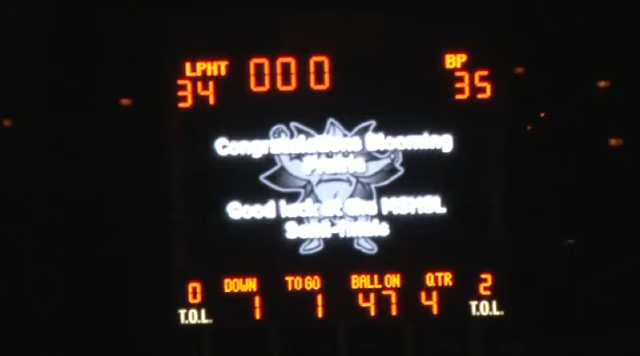 LPHT 000 BP
34 35
Congratulations Blooming
Prairie
Good luck at the MSHSL
Semi-Finals
0 DOWN TO GO BALL ON QTR 2
T.O.L. 1 1 47 4 T.O.L.